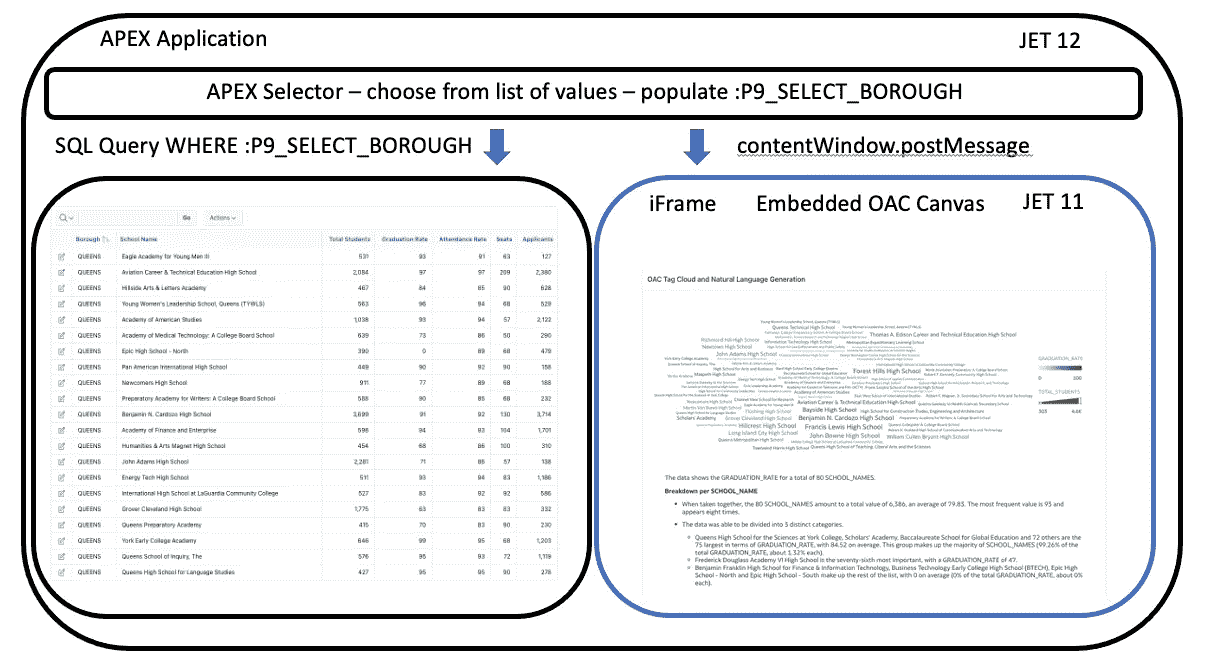 APEX Application
JET 12
APEX Selector – choose from list of values – populate :P9_SELECT_BOROUGH
SQL Query WHERE :P9_SELECT_BOROUGH
contentWindow.postMessage
Go
Actions
Borough School Name Total Students Graduation Rate Attendance Rate Seats Applicants
QUEENS Eagle Academy for Young Men III 531 93 91 63 127
QUEENS Aviation Career & Technical Education High School 2,084 97 97 209 2,380
QUEENS Hillside Arts & Letters Academy 467 84 85 90 628
QUEENS Young Women's Leadership School, Queens (TYWLS) 563 96 94 68 529
QUEENS Academy of American Studies 1,038 93 94 57 2,122
QUEENS Academy of Medical Technology: A College Board School 639 73 86 50 290
QUEENS Epic High School - North 390 0 89 68 479
QUEENS Pan American International High School 449 90 92 90 158
QUEENS Newcomers High School 911 77 89 68 188
QUEENS Preparatory Academy for Writers: A College Board School 588 90 85 68 232
QUEENS Benjamin N. Cardozo High School 3,699 91 92 130 3,714
QUEENS Academy of Finance and Enterprise 598 94 93 104 1,701
QUEENS Humanities & Arts Magnet High School 454 68 86 100 310
QUEENS John Adams High School 2,281 71 86 57 138
QUEENS Energy Tech High School 511 93 94 63 1,186
QUEENS International High School at LaGuardia Community College 527 83 92 92 586
QUEENS Grover Cleveland High School 1,775 63 83 83 332
QUEENS Queens Preparatory Academy 415 70 83 90 230
QUEENS York Early College Academy 646 99 95 68 1,203
QUEENS Queens School of Inquiry, The 576 95 93 72 1,119
QUEENS Queens High School for Language Studies 427 95 95 90 278
iFrame Embedded OAC Canvas JET 11
OAC Tag Cloud and Natural Language Generation
Queens Technical High School
Thomas A. Edison Career and Technical Education High School
Newtown High School
John Adams High School
Forest Hills High School
Aviation Career & Technical Education High School
Bayside High School
Benjamin N. Cardozo High School
Hillcrest High School
Francis Lewis High School
Long Island City High School
John Bowne High School
William Cullen Bryant High School
Townsend Harris High School
GRADUATION_RATE
0 100
TOTAL_STUDENTS
The data shows the GRADUATION_RATE for a total of 80 SCHOOL_NAMES.
Breakdown per SCHOOL_NAME
When taken together, the 80 SCHOOL_NAMES amount to a total value of 6,386, an average of 79.83. The most frequent value is 95 and
appears eight times.
The data was able to be divided into 3 distinct categories.
Queens High School for the Sciences at York College, Scholars' Academy, Baccalaureate School for Global Education and 72 others are the
75 largest in terms of GRADUATION_RATE, with 84.52 on average. This group makes up the majority of SCHOOL_NAMES (99.26% of the
total GRADUATION_RATE, about 1.32% each).
Frederick Douglass Academy VI High School is the seventy-sixth most important, with a GRADUATION_RATE of 47.
Benjamin Franklin High School for Finance & Information Technology, Business Technology Early College High School (BTECH), Epic High
School - North and Epic High School - South make up the rest of the list, with 0 on average (0% of the total GRADUATION_RATE, about 0%
each).